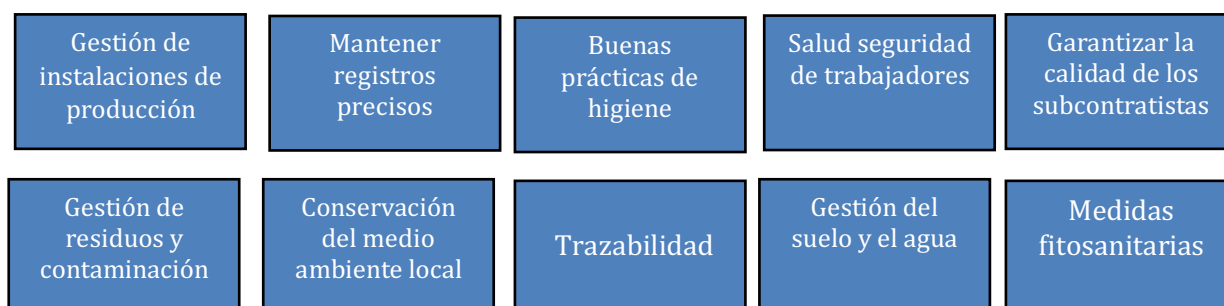 Gestión de
instalaciones de
producción
Mantener
registros
precisos
Buenas
prácticas de
higiene
Salud seguridad
de trabajadores
Garantizar la
calidad de los
subcontratistas
Gestión de
residuos y
contaminación
Conservación
del medio
ambiente local
Trazabilidad
Gestión del
suelo y el agua
Medidas
fitosanitarias